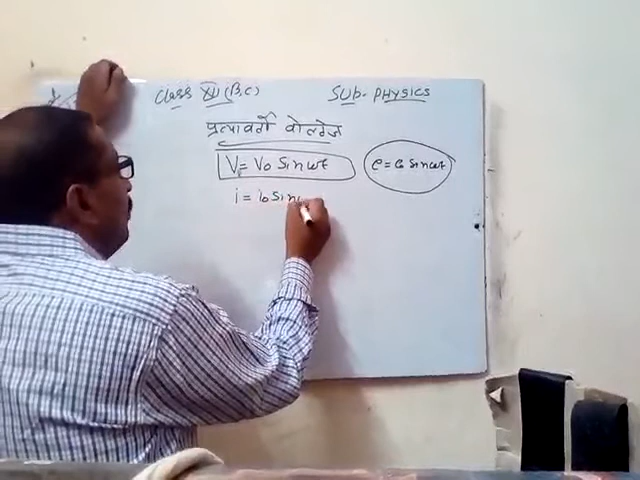 Class XII (B.C) Sub- Physics
प्रत्यावर्ती वोल्टेज
V= V₀ sin ωt e = e₀ sin ωt
i = i₀ sin